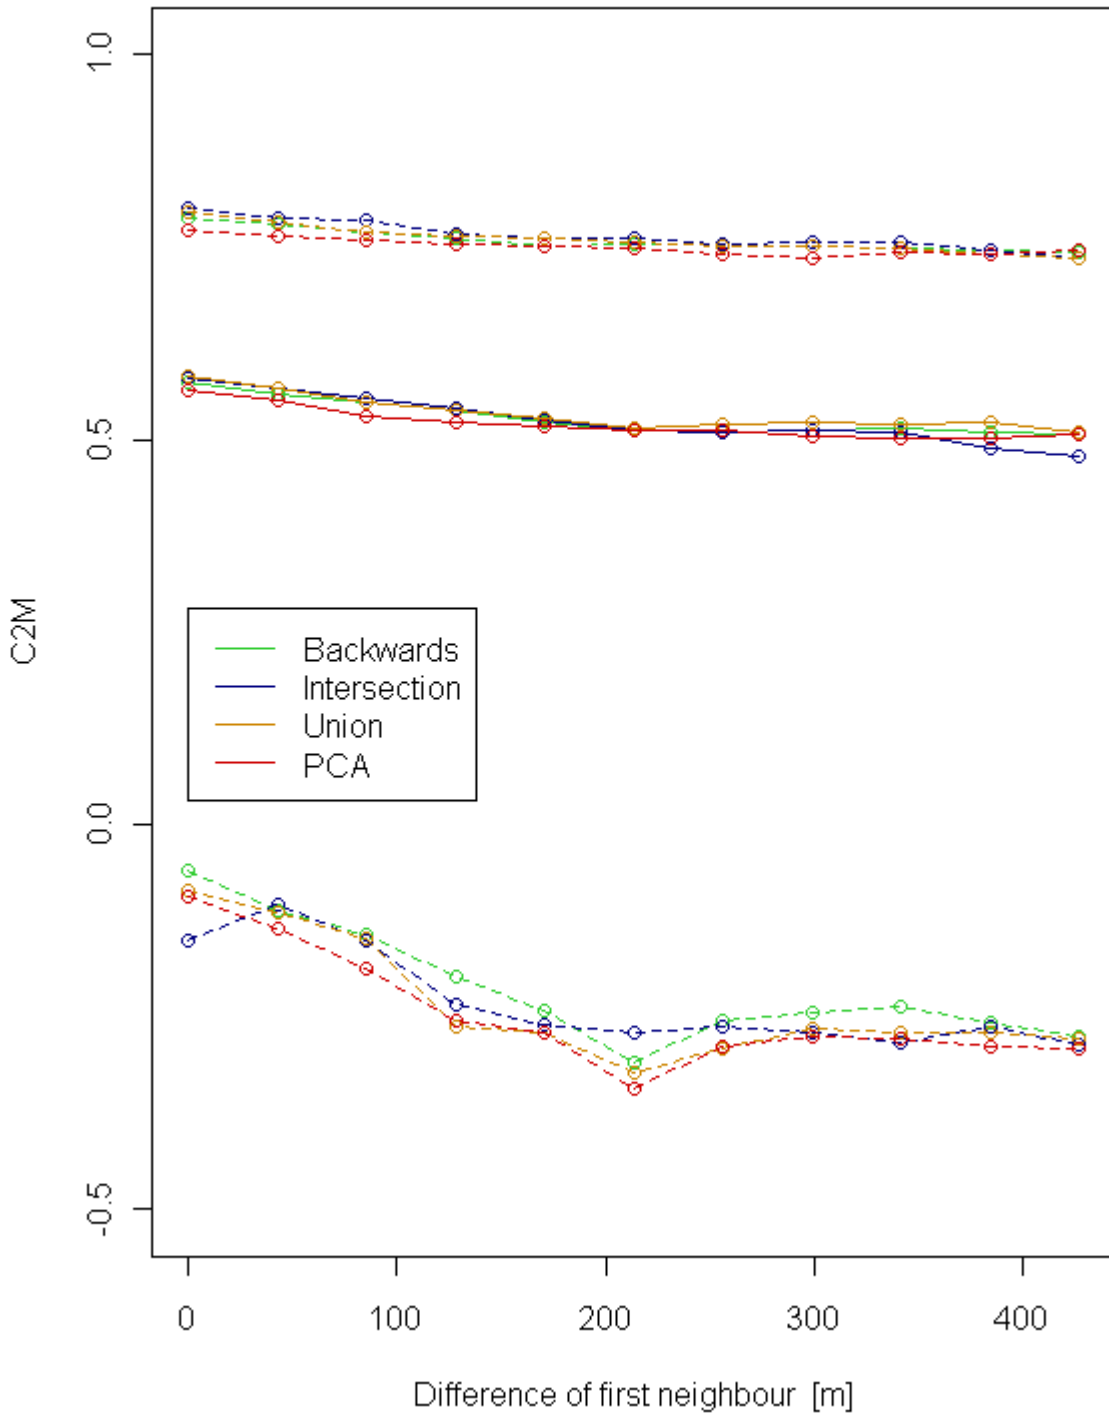 1.0
0.5
0.0
-0.5
C2M
Backwards
Intersection
Union
PCA
0 100 200 300 400
Difference of first neighbour [m]